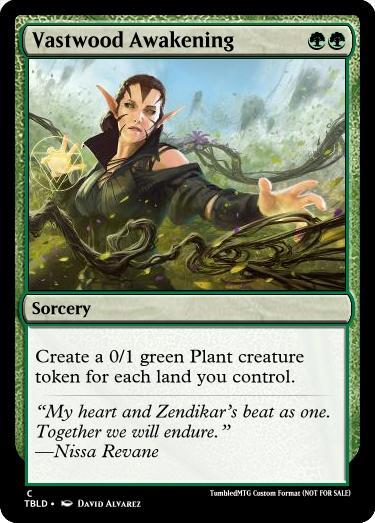 Vastwood Awakening
Sorcery
Create a 0/1 green Plant creature
token for each land you control.
“My heart and Zendikar’s beat as one.
Together we will endure.”
—Nissa Revane
C
TBLD • David Alvarez
TumbledMTG Custom Format (NOT FOR SALE)